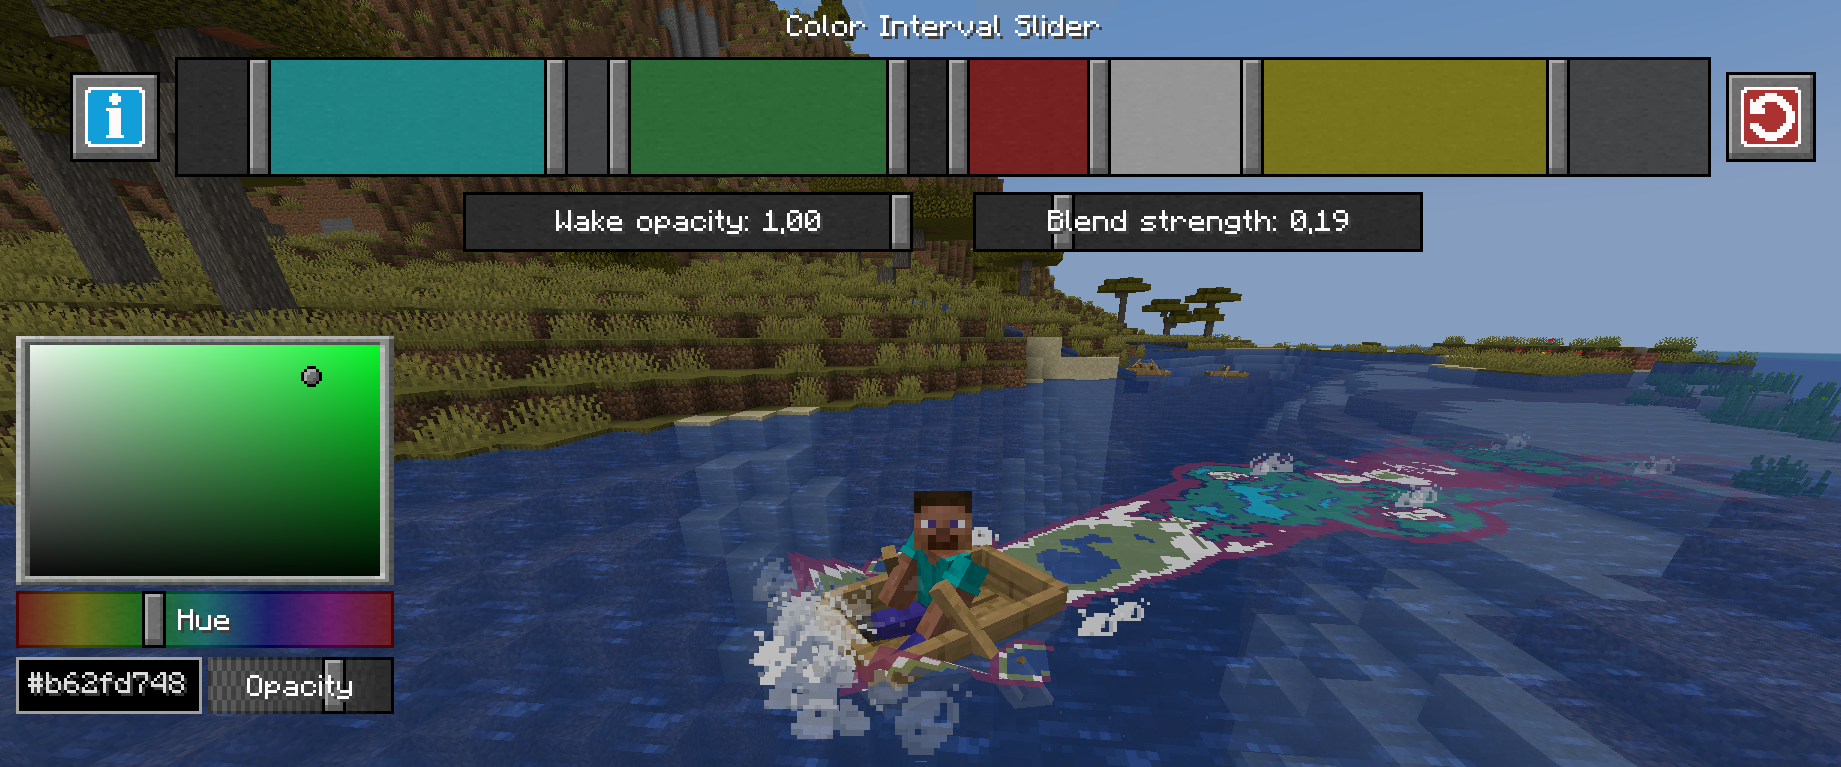 Color Interval Slider
i
Wake opacity: 1,00
Blend strength: 0,19
Hue
#b62fd748
Opacity